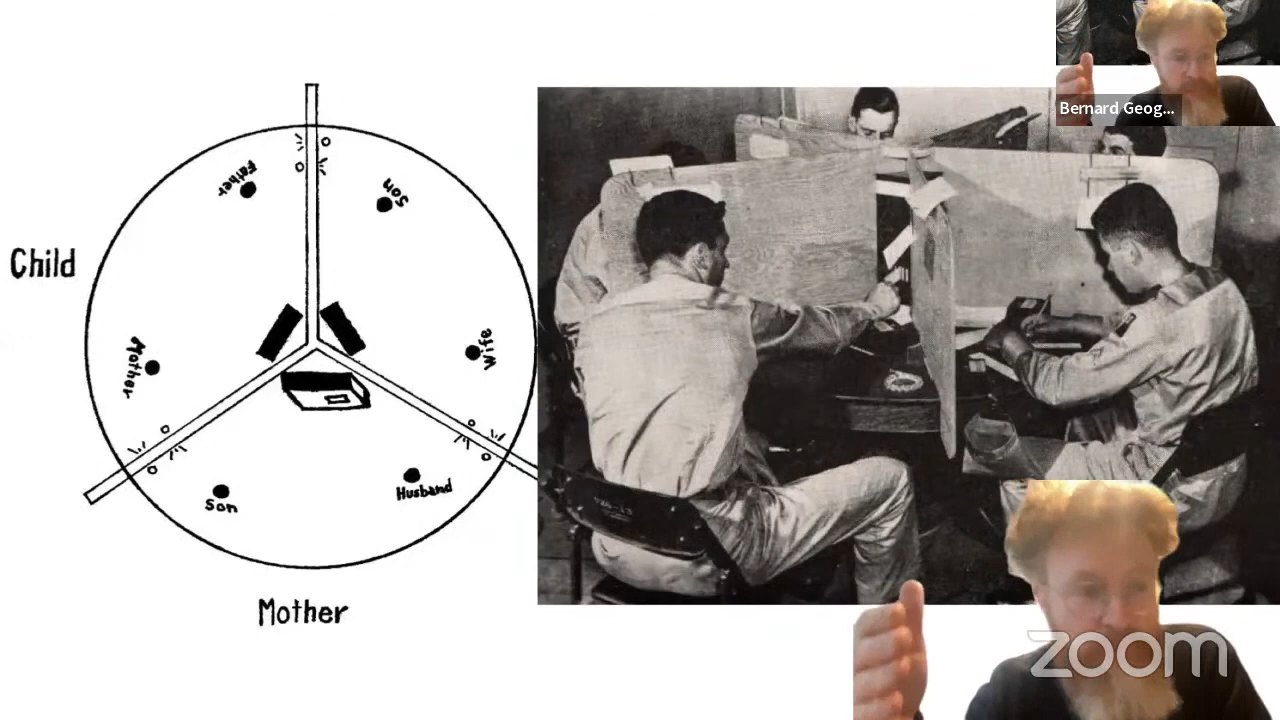 Bernard Geog...
Father
Son
Child
Mother
Wife
Son
Husband
Mother
zoom